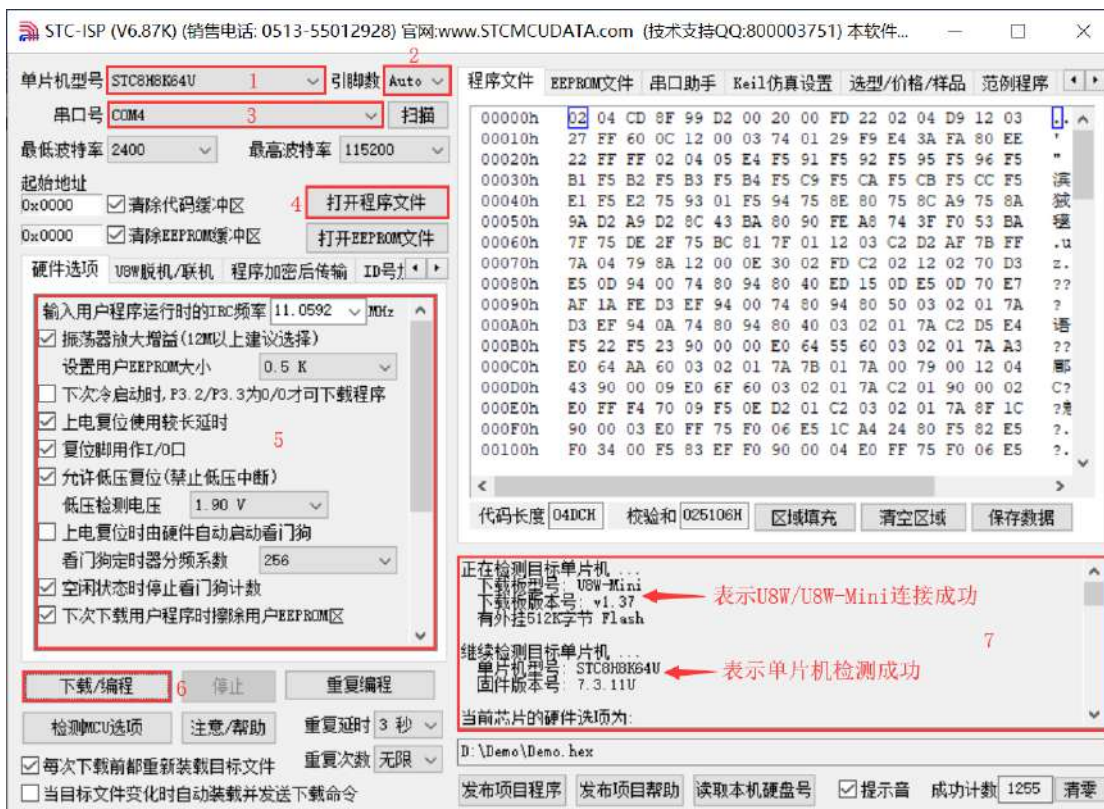 STC-ISP (V6.87K) (销售电话: 0513-55012928) 官网:www.STCMCUDATA.com (技术支持QQ:800003751) 本软件...
单片机型号 STC8H8K64U 1 引脚数 Auto 2
串口号 COM4 3 扫描
最低波特率 2400 最高波特率 115200
起始地址
0x0000 清除代码缓冲区 4 打开程序文件
0x0000 清除EEPROM缓冲区 打开EEPROM文件
硬件选项 U8W脱机/联机 程序加密后传输 ID号
输入用户程序运行时的IRC频率 11.0592 MHz
振荡器放大增益(12M以上建议选择)
设置用户EEPROM大小 0.5 K
下次冷启动时, P3.2/P3.3为0/0才可下载程序
上电复位使用较长延时
5
复位脚用作I/O口
允许低压复位(禁止低压中断)
低压检测电压 1.90 V
上电复位时由硬件自动启动看门狗
看门狗定时器分频系数 256
空闲状态时停止看门狗计数
下次下载用户程序时擦除用户EEPROM区
下载/编程 6 停止 重复编程
检测MCU选项 注意/帮助 重复延时 3 秒
重复次数 无限
每次下载前都重新装载目标文件
当目标文件变化时自动装载并发送下载命令
程序文件 EEPROM文件 串口助手 Keil仿真设置 选型/价格/样品 范例程序
00000h 02 04 CD 8F 99 D2 00 20 00 FD 22 02 04 D9 12 03 ..
00010h 27 FF 60 0C 12 00 03 74 01 29 F9 E4 3A FA 80 EE '
00020h 22 FF FF 02 04 05 E4 F5 91 F5 92 F5 95 F5 96 F5 "
00030h B1 F5 B2 F5 B3 F5 B4 F5 C9 F5 CA F5 CB F5 CC F5 滨
00040h E1 F5 E2 75 93 01 F5 94 75 8E 80 75 8C A9 75 8A
00050h 9A D2 A9 D2 8C 43 BA 80 90 FE A8 74 3F F0 53 BA
00060h 7F 75 DE 2F 75 BC 81 7F 01 12 03 C2 D2 AF 7B FF .u
00070h 7A 04 79 8A 12 00 0E 30 02 FD C2 02 12 02 70 D3 z.
00080h E5 0D 94 00 74 80 94 80 40 ED 15 0D E5 0D 70 E7 ??
00090h AF 1A FE D3 EF 94 00 74 80 94 80 50 03 02 01 7A ?
000A0h D3 EF 94 0A 74 80 94 80 40 03 02 01 7A C2 D5 E4 语
000B0h F5 22 F5 23 90 00 00 E0 64 55 60 03 02 01 7A A3 ??
000C0h E0 64 AA 60 03 02 01 7A 7B 01 7A 00 79 00 12 04 郿
000D0h 43 90 00 09 E0 6F 60 03 02 01 7A C2 01 90 00 02 C?
000E0h E0 FF F4 70 09 F5 0E D2 01 C2 03 02 01 7A 8F 1C
000F0h 90 00 03 E0 FF 75 F0 06 E5 1C A4 24 80 F5 82 E5 ?.
00100h F0 34 00 F5 83 EF F0 90 00 04 E0 FF 75 F0 06 E5 ?.
代码长度 04DCH 校验和 025106H 区域填充 清空区域 保存数据
正在检测目标单片机 ...
下载板型号: U8W-Mini
下载板版本号: v1.37 表示U8W/U8W-Mini连接成功
有外挂512K字节 Flash
7
继续检测目标单片机 ...
单片机型号: STC8H8K64U 表示单片机检测成功
固件版本号: 7.3.11U
当前芯片的硬件选项为:
D:\Demo\Demo.hex
发布项目程序 发布项目帮助 读取本机硬盘号 提示音 成功计数 1255 清零